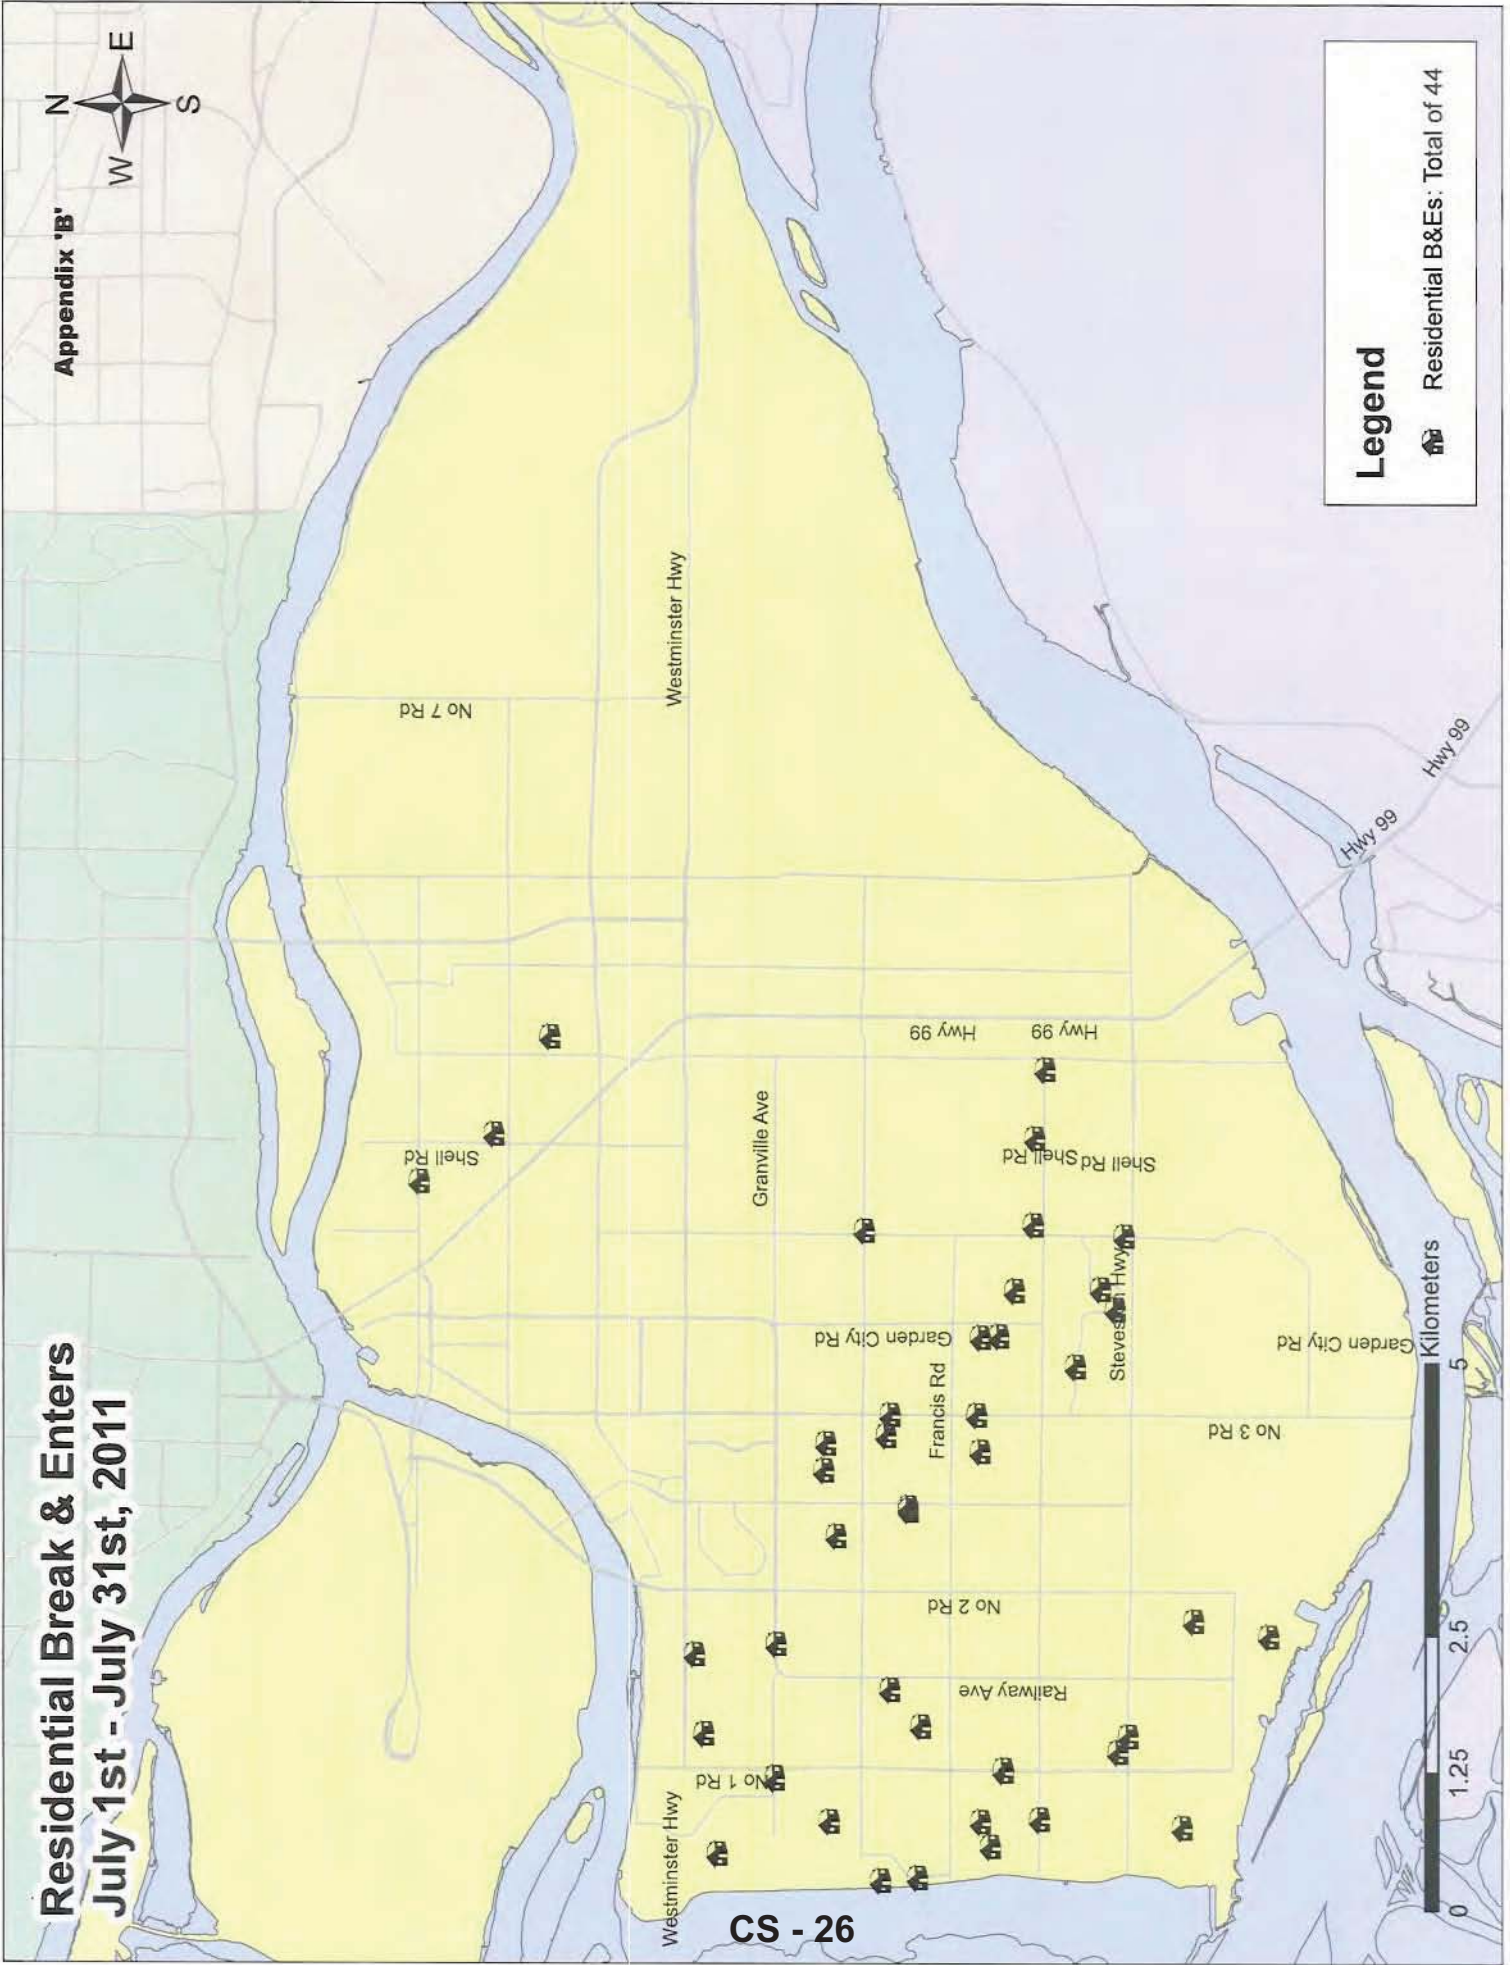 Residential Break & Enters
July 1st - July 31st, 2011
Appendix 'B'
N
W
E
S
No 7 Rd
Westminster Hwy
Hwy 99
Hwy 99
Hwy 99
Hwy 99
Shell Rd
Granville Ave
Shell Rd
Shell Rd
Garden City Rd
Francis Rd
Steveston Hwy
Garden City Rd
No 3 Rd
No 2 Rd
Railway Ave
No 1 Rd
Westminster Hwy
Legend
Residential B&Es: Total of 44
0
1.25
2.5
5
Kilometers
CS - 26